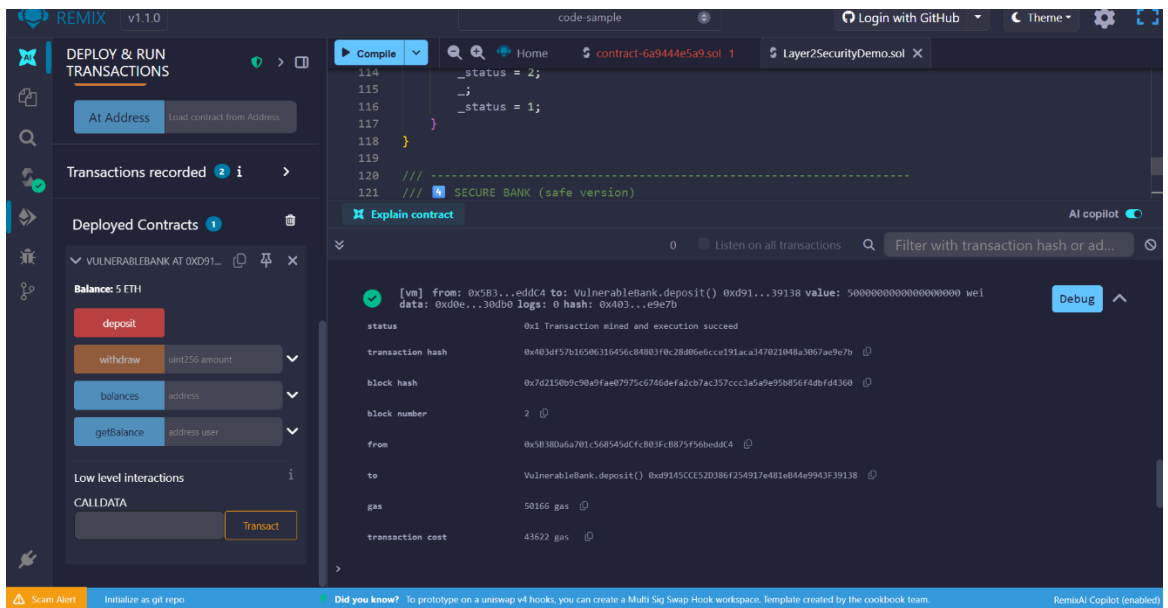 REMIX v1.1.0
code-sample
Login with GitHub
Theme
DEPLOY & RUN
TRANSACTIONS
At Address Load contract from Address
Transactions recorded 2 i
Deployed Contracts 1
VULNERABLEBANK AT 0XD91...
Balance: 5 ETH
deposit
withdraw uint256 amount
balances address
getBalance address user
Low level interactions i
CALLDATA
Transact
Compile Home contract-6a9444e5a9.sol 1 Layer2SecurityDemo.sol
114 _status = 2;
115 _;
116 _status = 1;
117 }
118 }
119
120 /// ----------------------------------------------------------------------
121 /// 4 SECURE BANK (safe version)
Explain contract AI copilot
0 Listen on all transactions Filter with transaction hash or ad...
[vm] from: 0x5B3...eddC4 to: VulnerableBank.deposit() 0xd91...39138 value: 5000000000000000000 wei
data: 0xd0e...30db0 logs: 0 hash: 0x403...e9e7b
Debug
status 0x1 Transaction mined and execution succeed
transaction hash 0x403df57b16506316456c84803f0c28d06e6cce191aca347021048a3067ae9e7b
block hash 0x7d2150b9c90a9fae07975c6746defa2cb7ac357ccc3a5a9e95b856f4dbfd4360
block number 2
from 0x5B38Da6a701c568545dCfcB03FcB875f56beddC4
to VulnerableBank.deposit() 0xd9145CCE52D386f254917e481eB44e9943F39138
gas 50166 gas
transaction cost 43622 gas
>
Scam Alert Initialize as git repo Did you know? To prototype on a uniswap v4 hooks, you can create a Multi Sig Swap Hook workspace. Template created by the cookbook team. RemixAI Copilot (enabled)